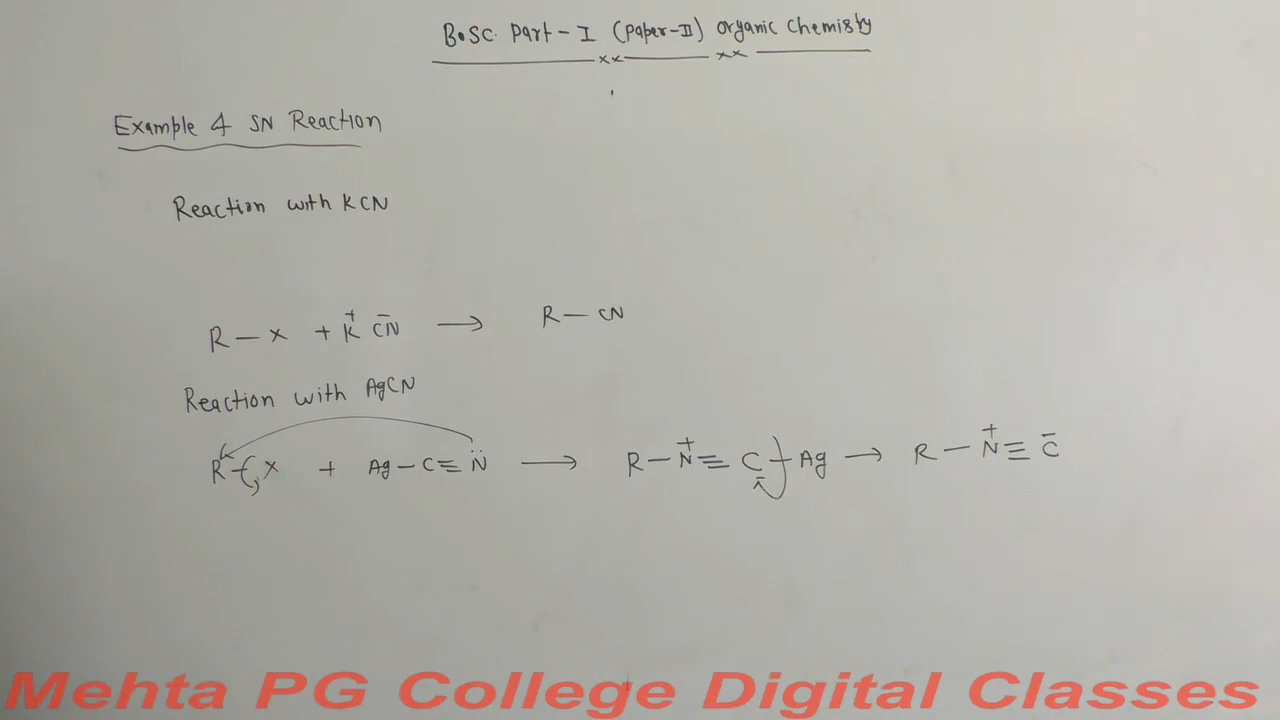 B.SC. Part - I (Paper-II) Organic Chemistry
Example 4 SN Reaction
Reaction with KCN
R — X + K⁺ C̄N ⟶ R — CN
Reaction with AgCN
R — X + Ag — C ≡ N̈ ⟶ R — N⁺ ≡ C — Ag ⟶ R — N⁺ ≡ C̄
Mehta PG College Digital Classes